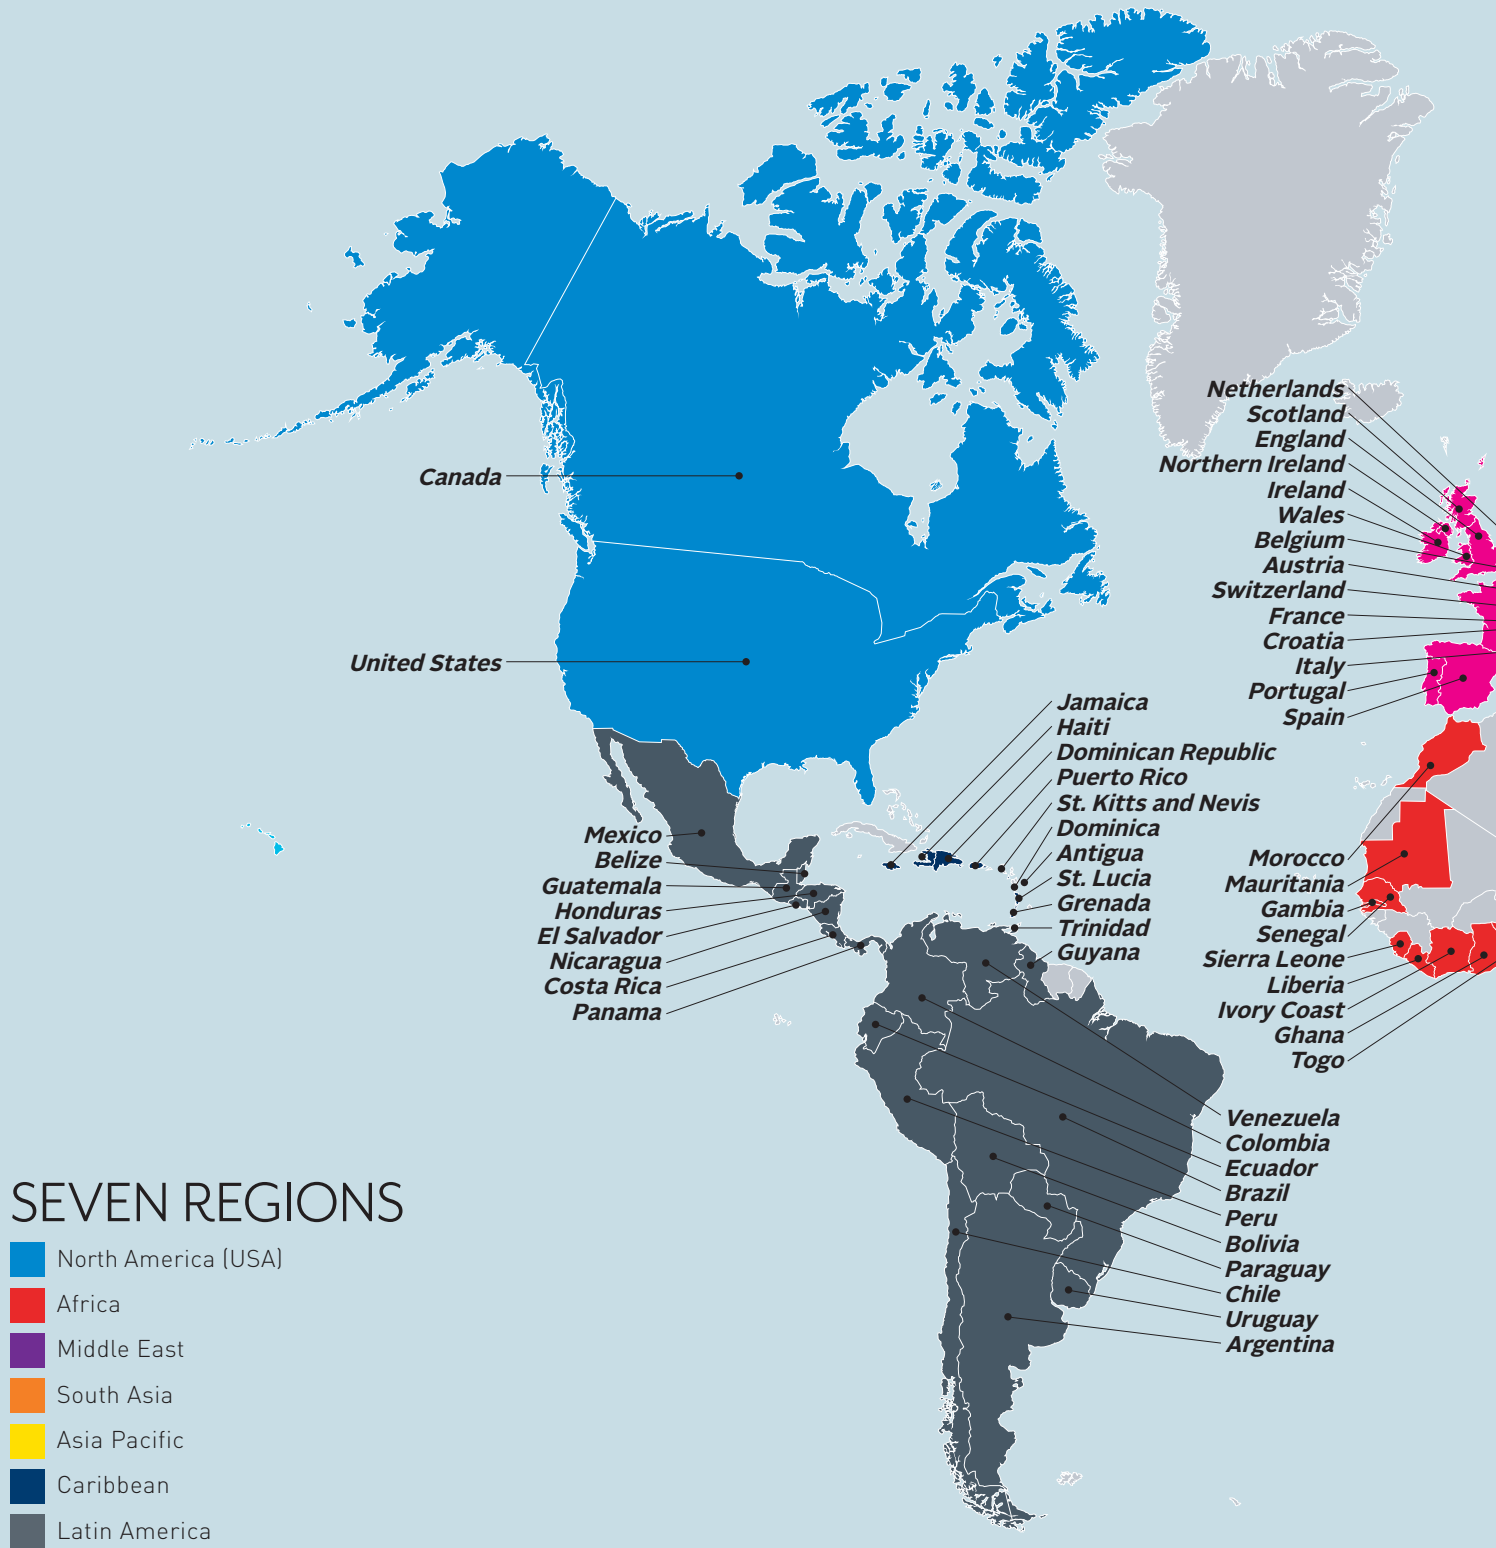 Netherlands
Scotland
England
Northern Ireland
Ireland
Wales
Belgium
Austria
Switzerland
France
Croatia
Italy
Portugal
Spain
Canada
United States
Jamaica
Haiti
Dominican Republic
Puerto Rico
St. Kitts and Nevis
Dominica
Antigua
St. Lucia
Grenada
Trinidad
Guyana
Mexico
Belize
Guatemala
Honduras
El Salvador
Nicaragua
Costa Rica
Panama
Morocco
Mauritania
Gambia
Senegal
Sierra Leone
Liberia
Ivory Coast
Ghana
Togo
Venezuela
Colombia
Ecuador
Brazil
Peru
Bolivia
Paraguay
Chile
Uruguay
Argentina
SEVEN REGIONS
North America (USA)
Africa
Middle East
South Asia
Asia Pacific
Caribbean
Latin America